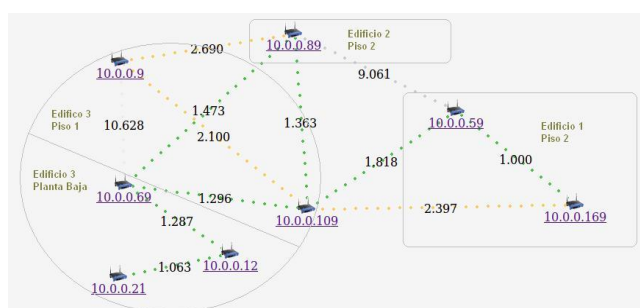 Edificio 2
Piso 2
2.690
10.0.0.89
10.0.0.9
9.061
Edifico 3
Piso 1
10.628
1.473
2.100
1.363
10.0.0.59
Edificio 1
Piso 2
Edificio 3
Planta Baja
1,818
1.000
10.0.0.69
1.296
10.0.0.109
2.397
10.0.0.169
1.287
1.063
10.0.0.12
10.0.0.21